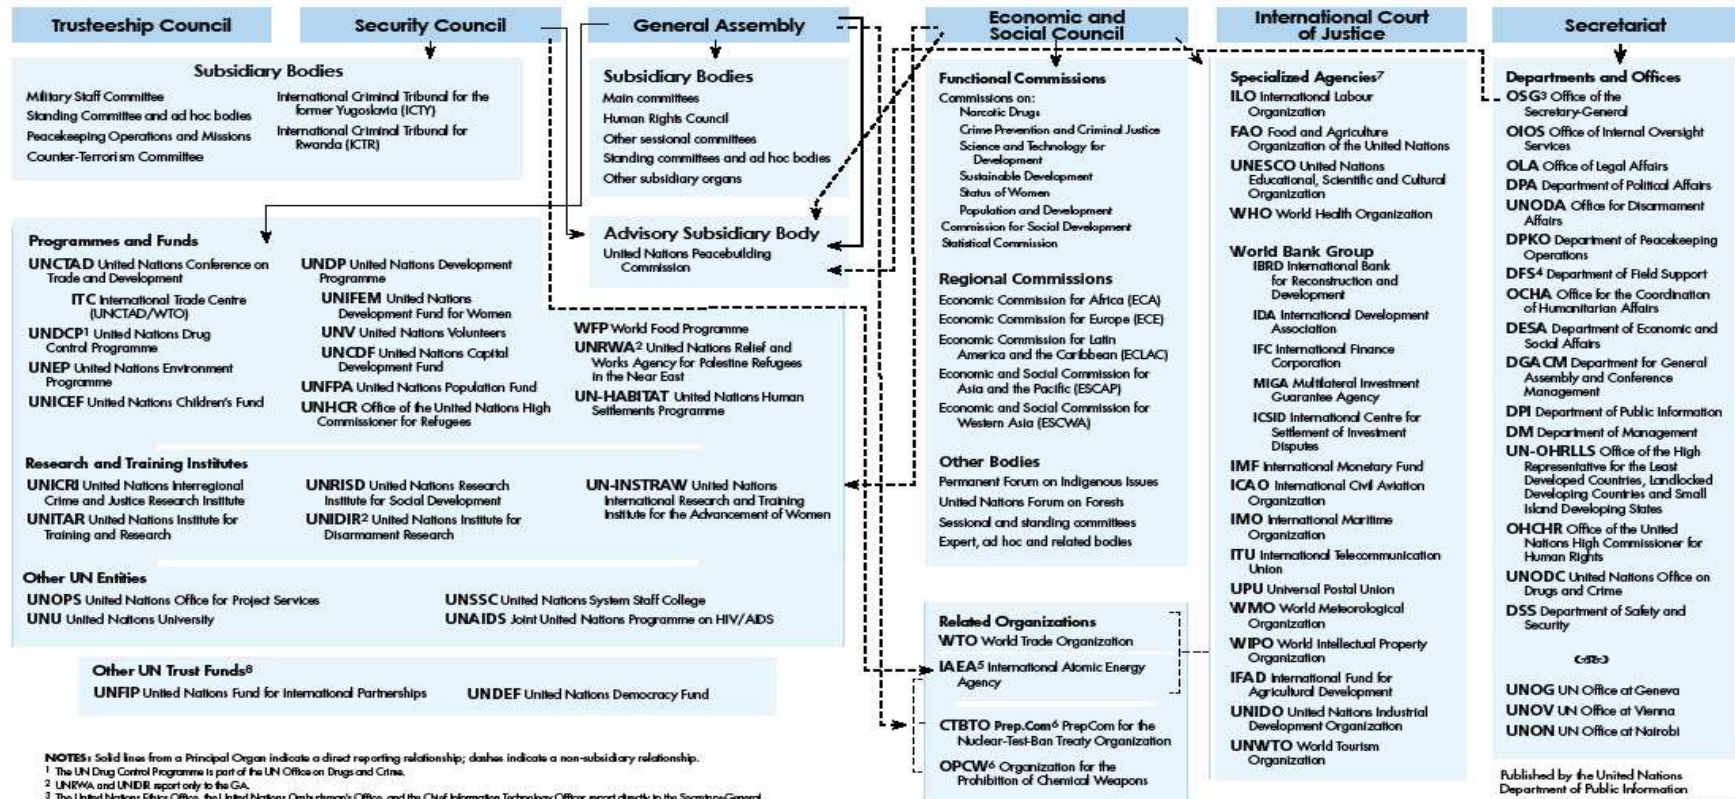 Trusteeship Council
Security Council
General Assembly
Economic and
Social Council
International Court
of Justice
Secretariat
Subsidiary Bodies
Military Staff Committee
Standing Committee and ad hoc bodies
Peacekeeping Operations and Missions
Counter-Terrorism Committee
International Criminal Tribunal for the
former Yugoslavia (ICTY)
International Criminal Tribunal for
Rwanda (ICTR)
Subsidiary Bodies
Main committees
Human Rights Council
Other sessional committees
Standing committees and ad hoc bodies
Other subsidiary organs
Advisory Subsidiary Body
United Nations Peacebuilding
Commission
Programmes and Funds
UNCTAD United Nations Conference on
Trade and Development
ITC International Trade Centre
(UNCTAD/WTO)
UNDCP1 United Nations Drug
Control Programme
UNEP United Nations Environment
Programme
UNICEF United Nations Children's Fund
UNDP United Nations Development
Programme
UNIFEM United Nations
Development Fund for Women
UNV United Nations Volunteers
UNCDF United Nations Capital
Development Fund
UNFPA United Nations Population Fund
UNHCR Office of the United Nations High
Commissioner for Refugees
WFP World Food Programme
UNRWA2 United Nations Relief and
Works Agency for Palestine Refugees
in the Near East
UN-HABITAT United Nations Human
Settlements Programme
Research and Training Institutes
UNICRI United Nations Interregional
Crime and Justice Research Institute
UNITAR United Nations Institute for
Training and Research
UNRISD United Nations Research
Institute for Social Development
UNIDIR2 United Nations Institute for
Disarmament Research
UN-INSTRAW United Nations
International Research and Training
Institute for the Advancement of Women
Other UN Entities
UNOPS United Nations Office for Project Services
UNU United Nations University
UNSSC United Nations System Staff College
UNAIDS Joint United Nations Programme on HIV/AIDS
Other UN Trust Funds8
UNFIP United Nations Fund for International Partnerships
UNDEF United Nations Democracy Fund
Functional Commissions
Commissions on:
Narcotic Drugs
Crime Prevention and Criminal Justice
Science and Technology for
Development
Sustainable Development
Status of Women
Population and Development
Commission for Social Development
Statistical Commission
Regional Commissions
Economic Commission for Africa (ECA)
Economic Commission for Europe (ECE)
Economic Commission for Latin
America and the Caribbean (ECLAC)
Economic and Social Commission for
Asia and the Pacific (ESCAP)
Economic and Social Commission for
Western Asia (ESCWA)
Other Bodies
Permanent Forum on Indigenous Issues
United Nations Forum on Forests
Sessional and standing committees
Expert, ad hoc and related bodies
Related Organizations
WTO World Trade Organization
IAEA5 International Atomic Energy
Agency
CTBTO Prep.Com6 PrepCom for the
Nuclear-Test-Ban Treaty Organization
OPCW6 Organization for the
Prohibition of Chemical Weapons
Specialized Agencies7
ILO International Labour
Organization
FAO Food and Agriculture
Organization of the United Nations
UNESCO United Nations
Educational, Scientific and Cultural
Organization
WHO World Health Organization
World Bank Group
IBRD International Bank
for Reconstruction and
Development
IDA International Development
Association
IFC International Finance
Corporation
MIGA Multilateral Investment
Guarantee Agency
ICSID International Centre for
Settlement of Investment
Disputes
IMF International Monetary Fund
ICAO International Civil Aviation
Organization
IMO International Maritime
Organization
ITU International Telecommunication
Union
UPU Universal Postal Union
WMO World Meteorological
Organization
WIPO World Intellectual Property
Organization
IFAD International Fund for
Agricultural Development
UNIDO United Nations Industrial
Development Organization
UNWTO World Tourism
Organization
Departments and Offices
OSG3 Office of the
Secretary-General
OIOS Office of Internal Oversight
Services
OLA Office of Legal Affairs
DPA Department of Political Affairs
UNODA Office for Disarmament
Affairs
DPKO Department of Peacekeeping
Operations
DFS4 Department of Field Support
OCHA Office for the Coordination
of Humanitarian Affairs
DESA Department of Economic and
Social Affairs
DGACM Department for General
Assembly and Conference
Management
DPI Department of Public Information
DM Department of Management
UN-OHRLLS Office of the High
Representative for the Least
Developed Countries, Landlocked
Developing Countries and Small
Island Developing States
OHCHR Office of the United
Nations High Commissioner for
Human Rights
UNODC United Nations Office on
Drugs and Crime
DSS Department of Safety and
Security
UNOG UN Office at Geneva
UNOV UN Office at Vienna
UNON UN Office at Nairobi
NOTES: Solid lines from a Principal Organ indicate a direct reporting relationship; dashes indicate a non-subsidiary relationship.
1 The UN Drug Control Programme is part of the UN Office on Drugs and Crime.
2 UNRWA and UNIDIR report only to the GA.
3 The United Nations Ethics Office, the United Nations Ombudsman's Office, and the Chief Information Technology Officer report directly to the Secretary-General.
Published by the United Nations
Department of Public Information